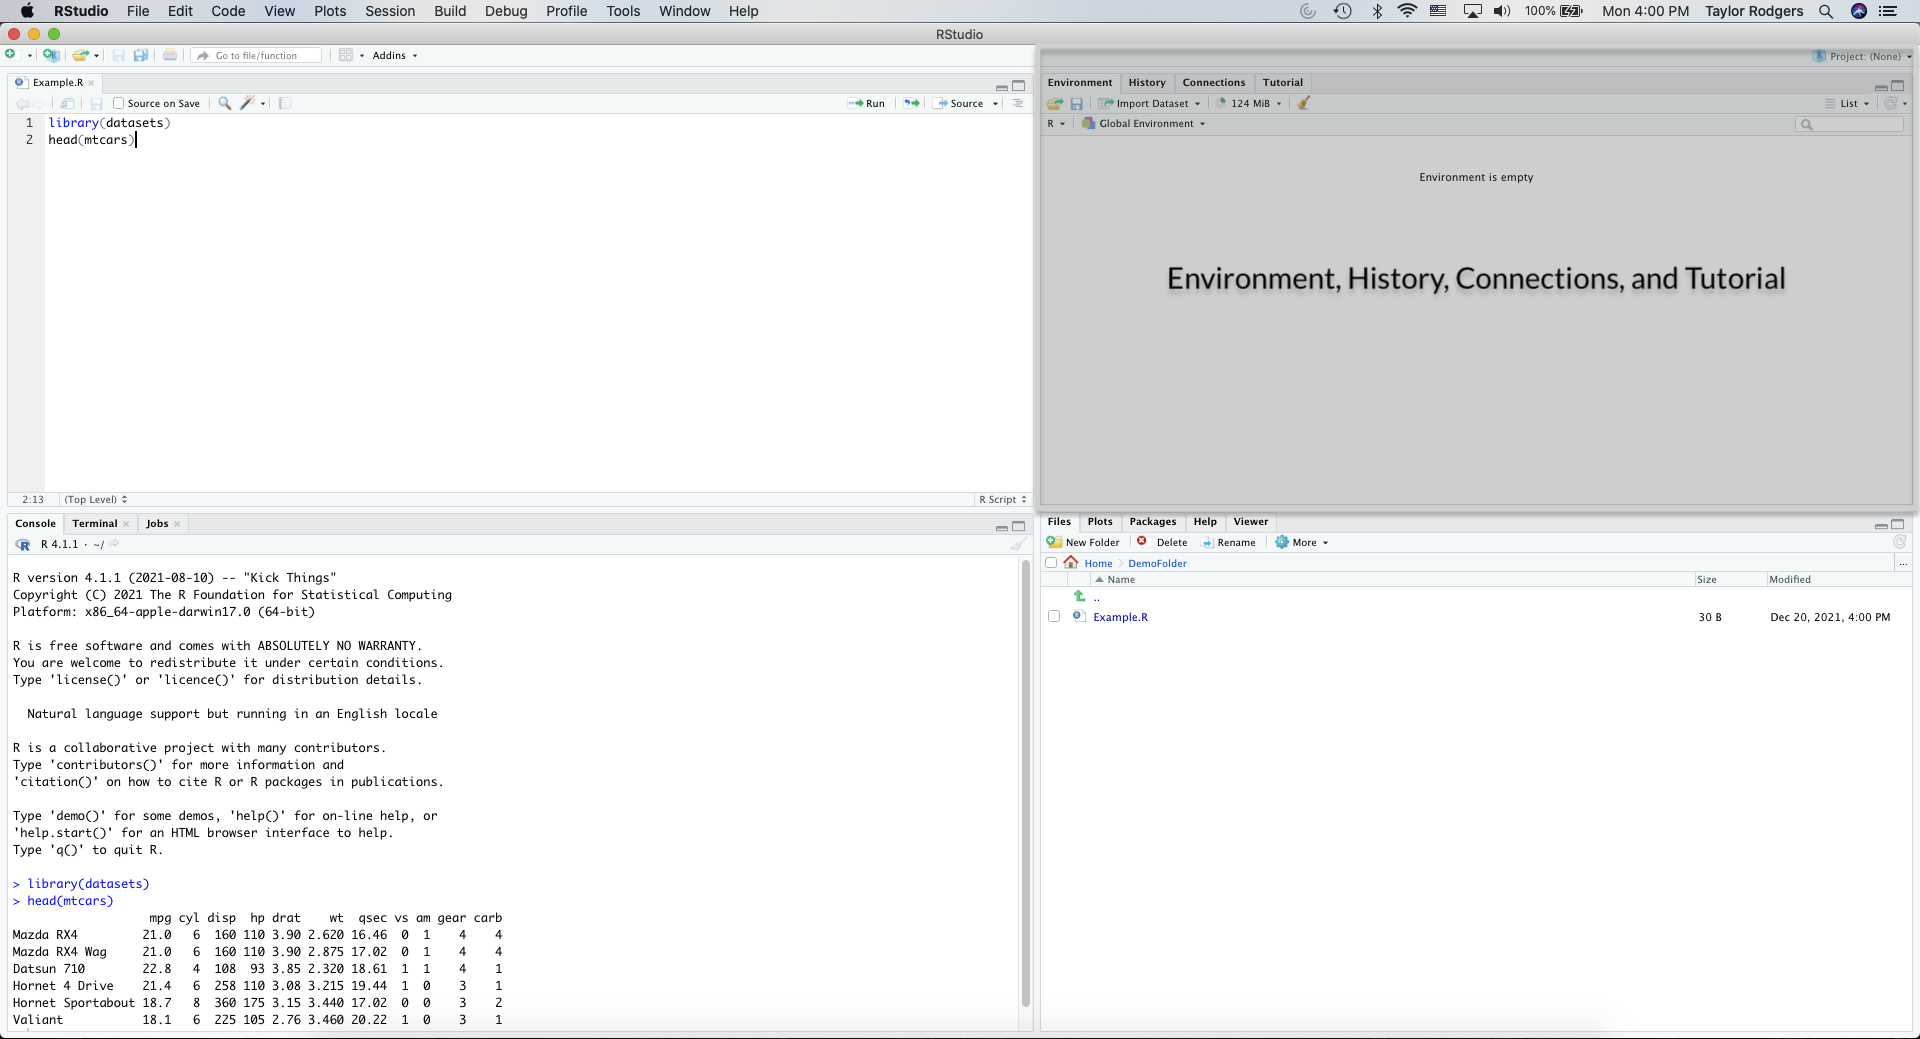 RStudio File Edit Code View Plots Session Build Debug Profile Tools Window Help 100% Mon 4:00 PM Taylor Rodgers
RStudio
Go to file/function Addins
Project: (None)
Example.R
Source on Save Run Source
1 library(datasets)
2 head(mtcars)
2:13 (Top Level) R Script
Environment History Connections Tutorial
Import Dataset 124 MiB List
R Global Environment
Environment is empty
Environment, History, Connections, and Tutorial
Console Terminal Jobs
R 4.1.1 · ~/
R version 4.1.1 (2021-08-10) -- "Kick Things"
Copyright (C) 2021 The R Foundation for Statistical Computing
Platform: x86_64-apple-darwin17.0 (64-bit)
R is free software and comes with ABSOLUTELY NO WARRANTY.
You are welcome to redistribute it under certain conditions.
Type 'license()' or 'licence()' for distribution details.
Natural language support but running in an English locale
R is a collaborative project with many contributors.
Type 'contributors()' for more information and
'citation()' on how to cite R or R packages in publications.
Type 'demo()' for some demos, 'help()' for on-line help, or
'help.start()' for an HTML browser interface to help.
Type 'q()' to quit R.
> library(datasets)
> head(mtcars)
mpg cyl disp hp drat wt qsec vs am gear carb
Mazda RX4 21.0 6 160 110 3.90 2.620 16.46 0 1 4 4
Mazda RX4 Wag 21.0 6 160 110 3.90 2.875 17.02 0 1 4 4
Datsun 710 22.8 4 108 93 3.85 2.320 18.61 1 1 4 1
Hornet 4 Drive 21.4 6 258 110 3.08 3.215 19.44 1 0 3 1
Hornet Sportabout 18.7 8 360 175 3.15 3.440 17.02 0 0 3 2
Valiant 18.1 6 225 105 2.76 3.460 20.22 1 0 3 1
Files Plots Packages Help Viewer
New Folder Delete Rename More
Home DemoFolder ...
Name Size Modified
..
Example.R 30 B Dec 20, 2021, 4:00 PM